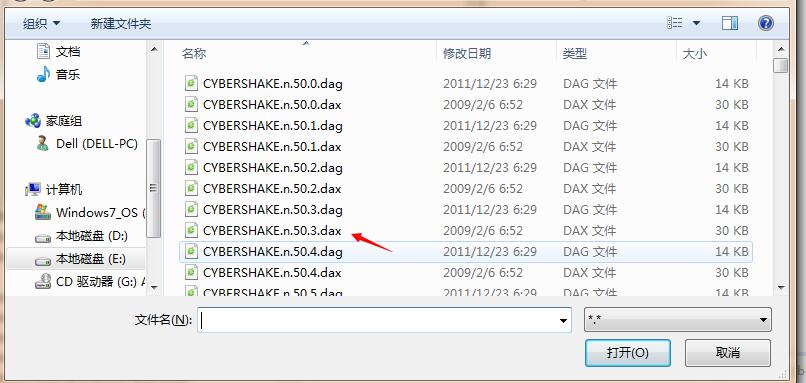 组织 新建文件夹
文档
音乐
家庭组
Dell (DELL-PC)
计算机
Windows7_OS (
本地磁盘 (D:)
本地磁盘 (E:)
CD 驱动器 (G:) A
名称 修改日期 类型 大小
CYBERSHAKE.n.50.0.dag 2011/12/23 6:29 DAG 文件 14 KB
CYBERSHAKE.n.50.0.dax 2009/2/6 6:52 DAX 文件 30 KB
CYBERSHAKE.n.50.1.dag 2011/12/23 6:29 DAG 文件 14 KB
CYBERSHAKE.n.50.1.dax 2009/2/6 6:52 DAX 文件 30 KB
CYBERSHAKE.n.50.2.dag 2011/12/23 6:29 DAG 文件 14 KB
CYBERSHAKE.n.50.2.dax 2009/2/6 6:52 DAX 文件 30 KB
CYBERSHAKE.n.50.3.dag 2011/12/23 6:29 DAG 文件 14 KB
CYBERSHAKE.n.50.3.dax 2009/2/6 6:52 DAX 文件 30 KB
CYBERSHAKE.n.50.4.dag 2011/12/23 6:29 DAG 文件 14 KB
CYBERSHAKE.n.50.4.dax 2009/2/6 6:52 DAX 文件 30 KB
CYBERSHAKE.n.50.5.dag 2011/12/23 6:29 DAG 文件 14 KB
文件名(N): *.*
打开(O) 取消